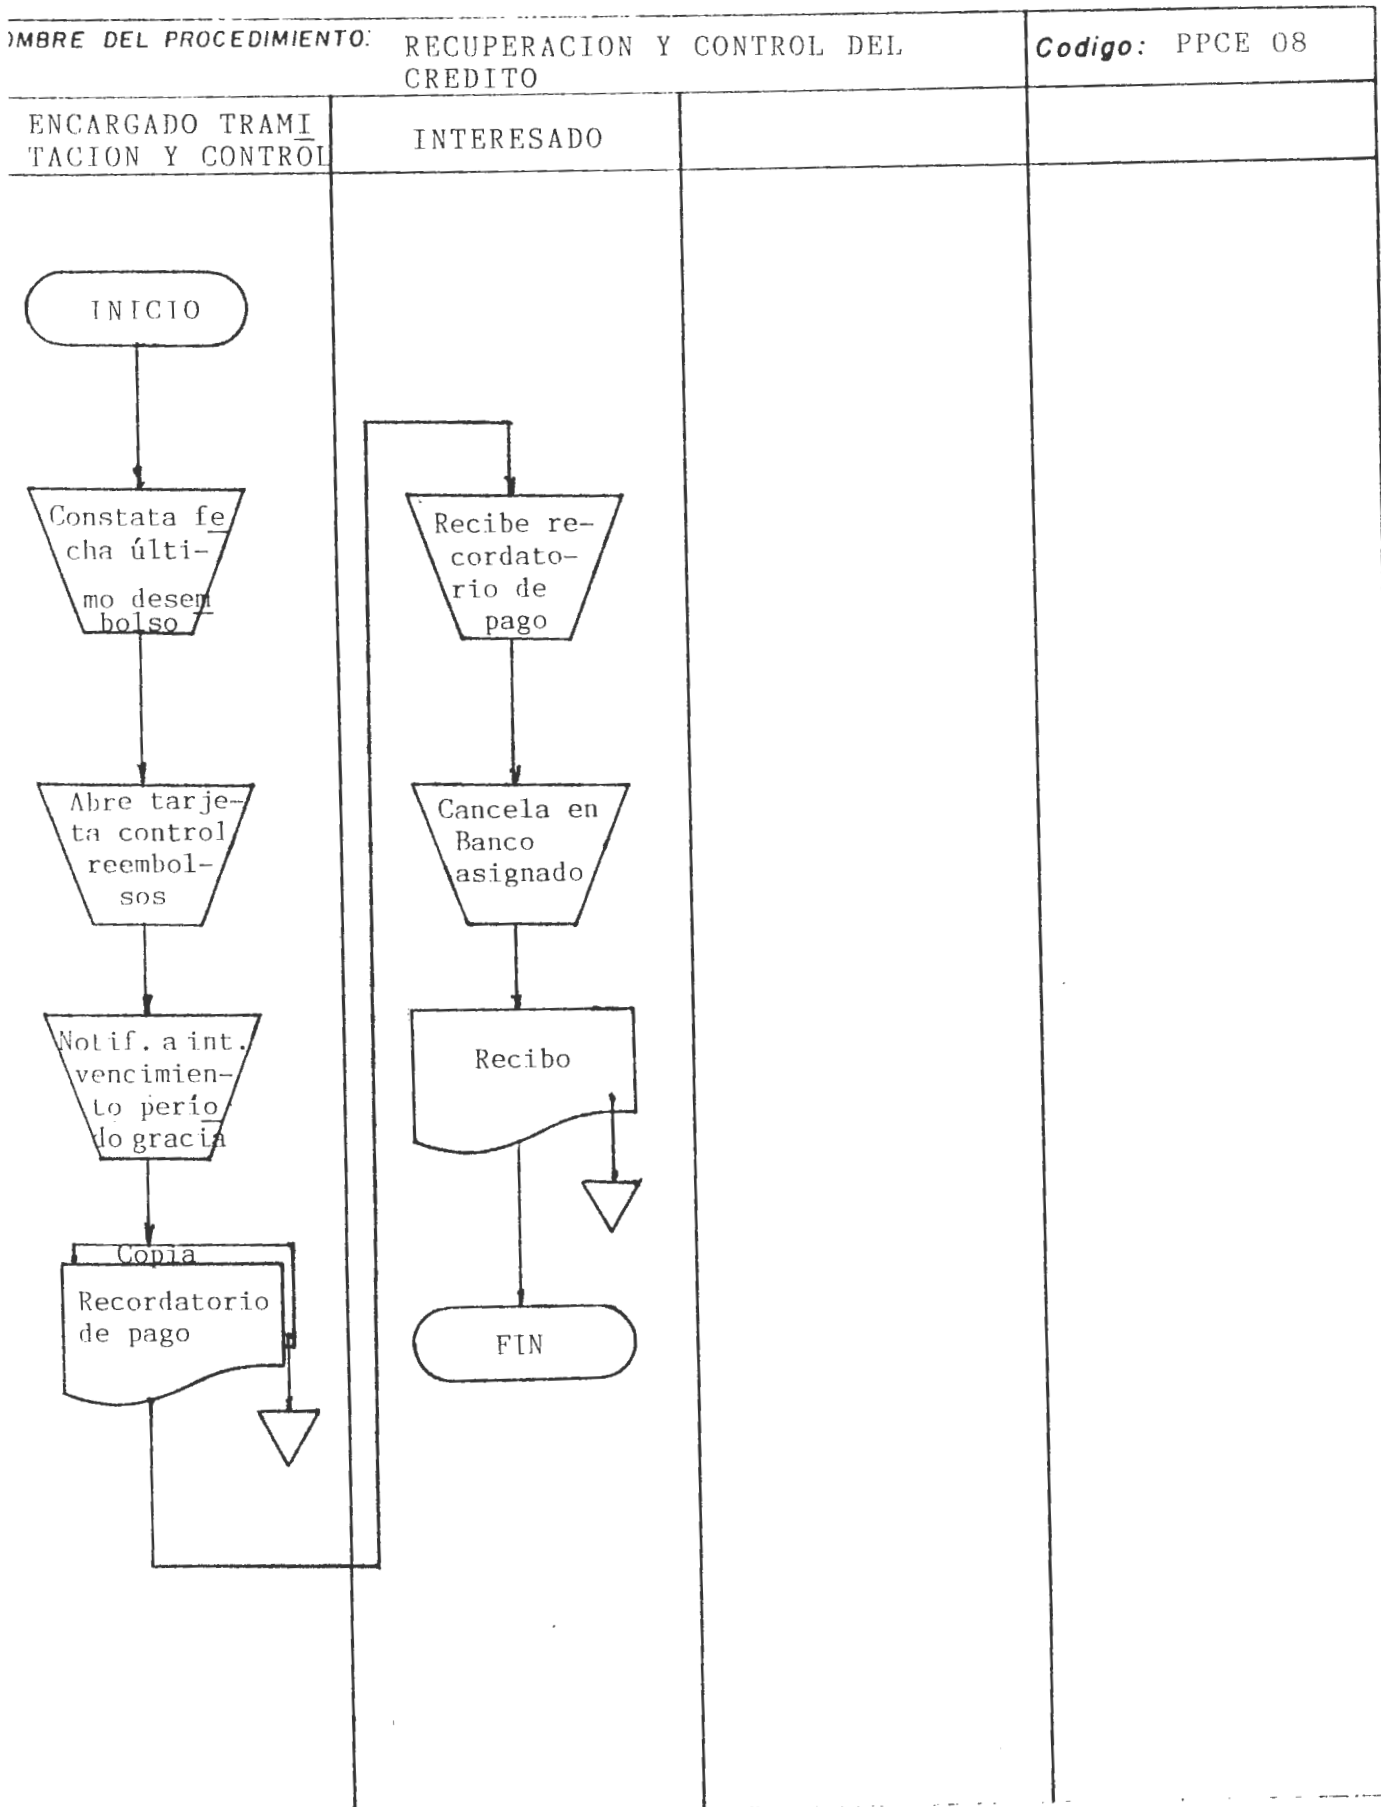 OMBRE DEL PROCEDIMIENTO:
RECUPERACION Y CONTROL DEL
CREDITO
Codigo: PPCE 08
ENCARGADO TRAMI
TACION Y CONTROL
INTERESADO
INICIO
Constata fe
cha últi-
mo desem
bolso
Abre tarje-
ta control
reembol-
sos
Notif. a int.
vencimien-
to perío
do gracia
Copia
Recordatorio
de pago
Recibe re-
cordato-
rio de
pago
Cancela en
Banco
asignado
Recibo
FIN